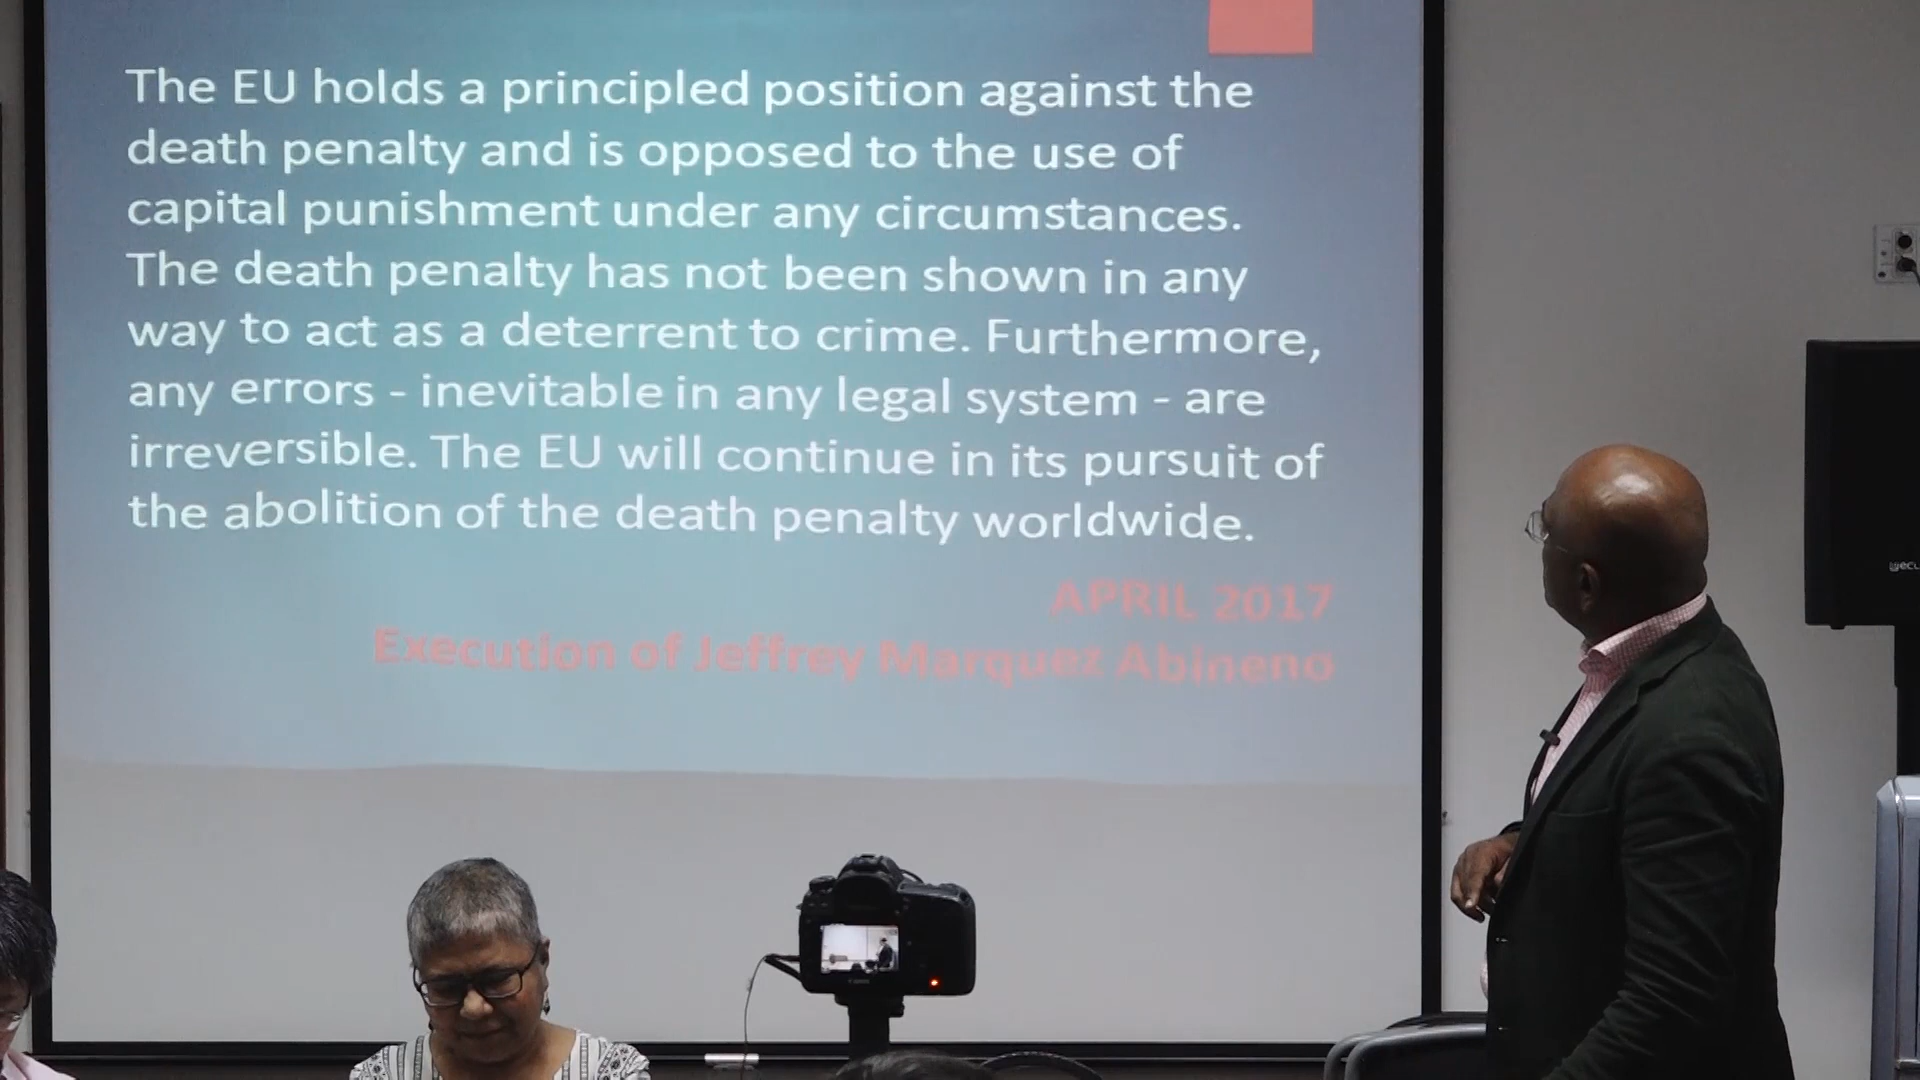 The EU holds a principled position against the
death penalty and is opposed to the use of
capital punishment under any circumstances.
The death penalty has not been shown in any
way to act as a deterrent to crime. Furthermore,
any errors - inevitable in any legal system - are
irreversible. The EU will continue in its pursuit of
the abolition of the death penalty worldwide.
APRIL 2017
Execution of Jeffrey Marquez Abineno